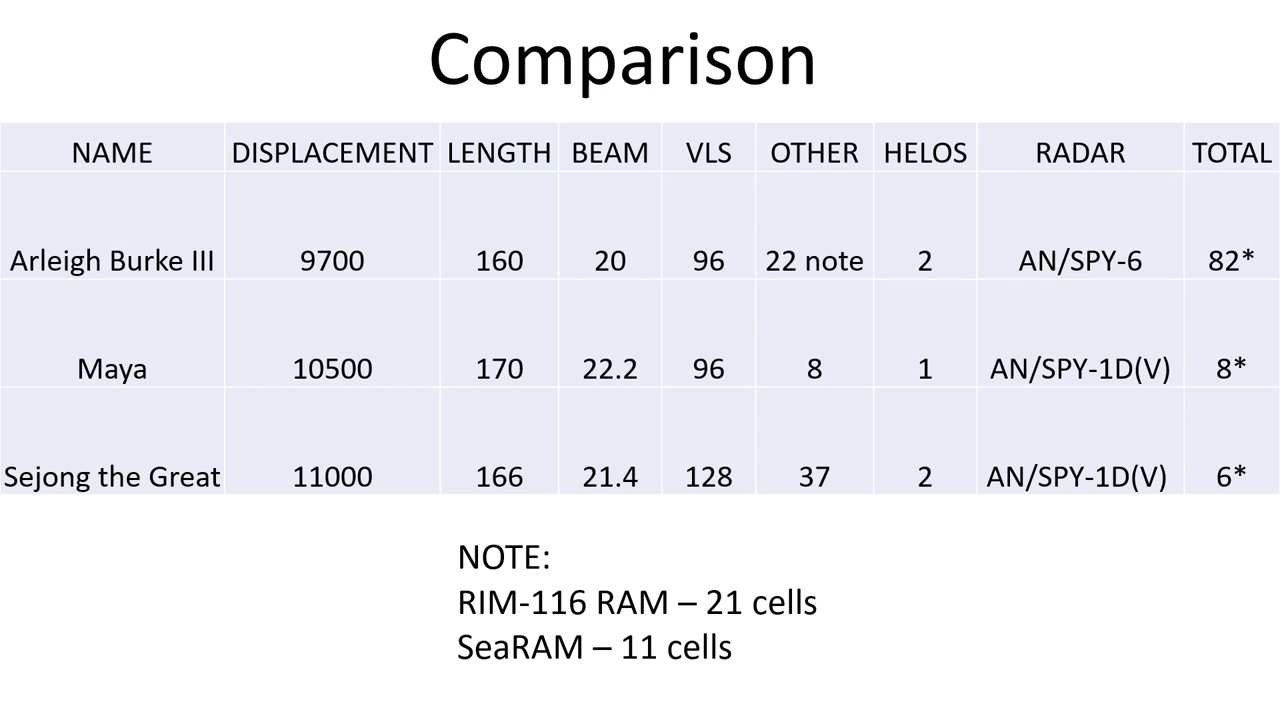 Comparison
NAME DISPLACEMENT LENGTH BEAM VLS OTHER HELOS RADAR TOTAL
Arleigh Burke III 9700 160 20 96 22 note 2 AN/SPY-6 82*
Maya 10500 170 22.2 96 8 1 AN/SPY-1D(V) 8*
Sejong the Great 11000 166 21.4 128 37 2 AN/SPY-1D(V) 6*
NOTE:
RIM-116 RAM – 21 cells
SeaRAM – 11 cells